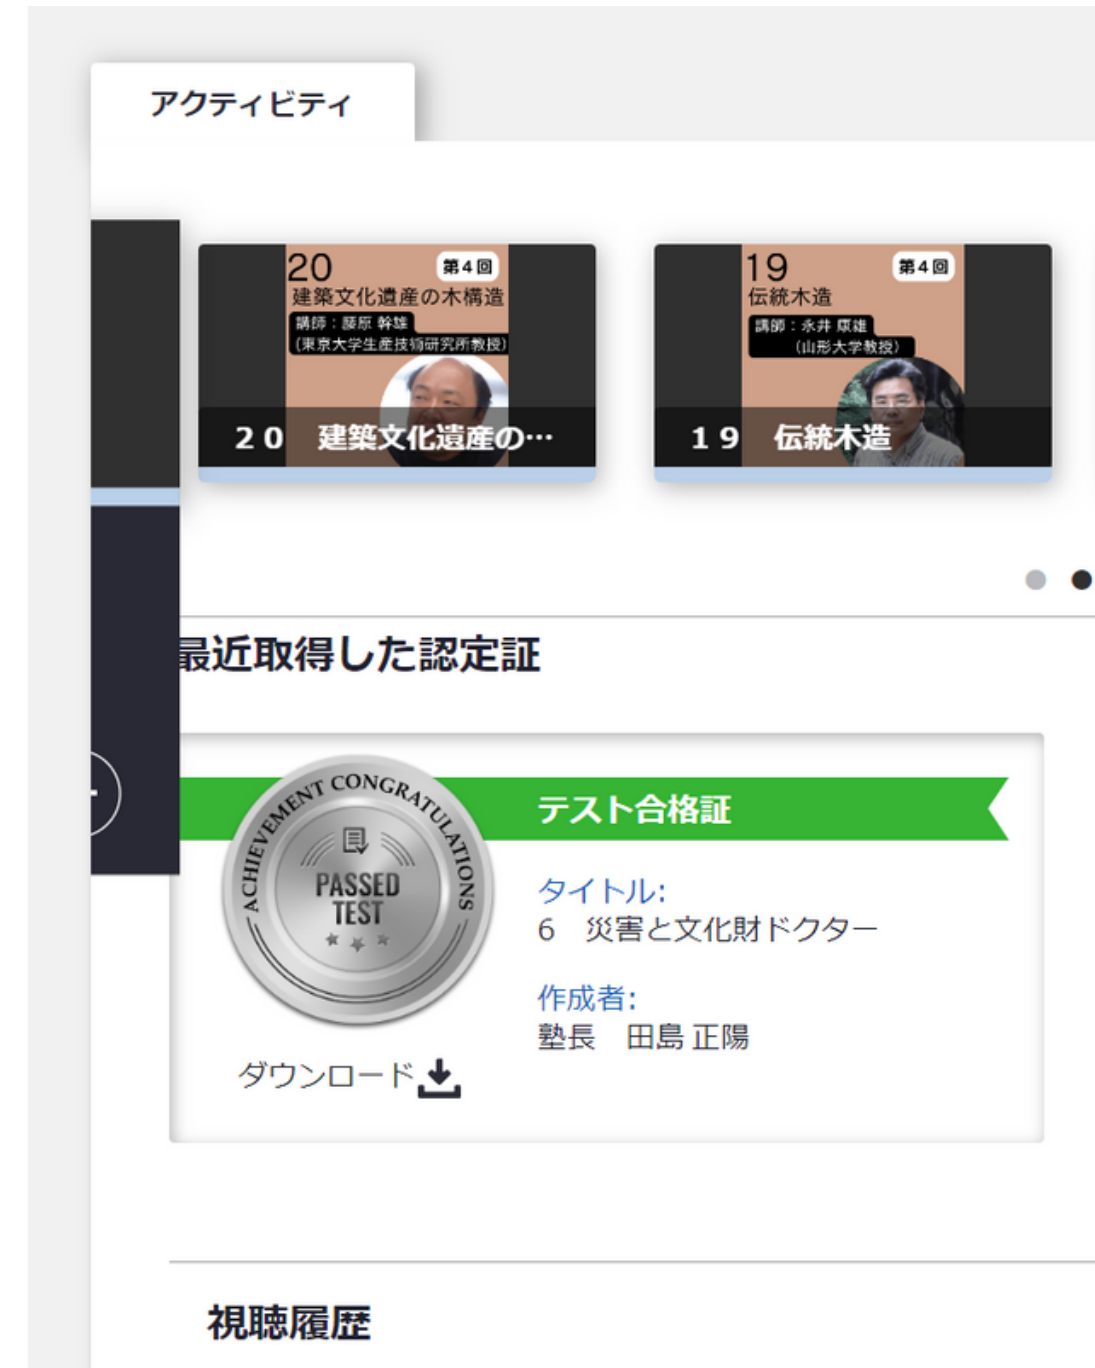 アクティビティ
20
第4回
建築文化遺産の木構造
講師：腰原 幹雄
(東京大学生産技術研究所教授)
２０　建築文化遺産の…
19
第4回
伝統木造
講師：永井 康雄
(山形大学教授)
１９　伝統木造
最近取得した認定証
ACHIEVEMENT CONGRATULATIONS
PASSED
TEST
テスト合格証
タイトル:
6　災害と文化財ドクター
作成者:
塾長　田島 正陽
ダウンロード
視聴履歴